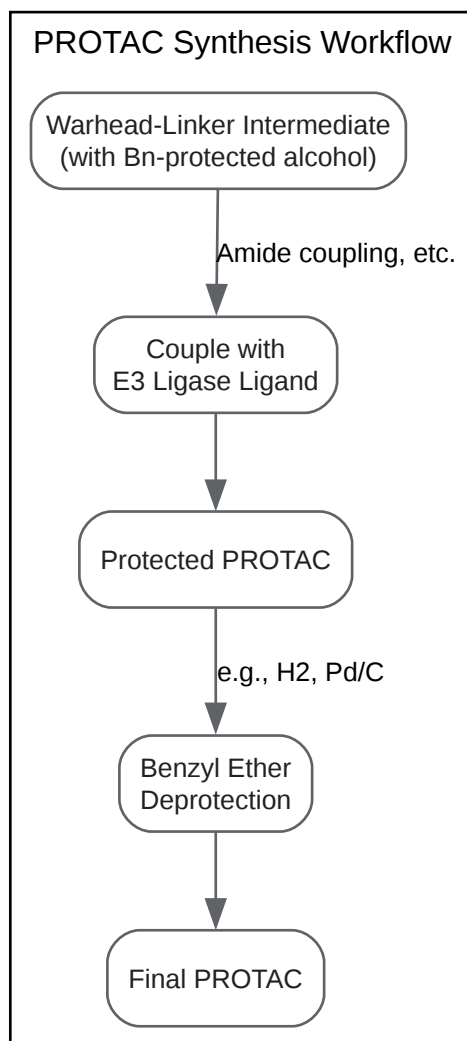 PROTAC Synthesis Workflow
Warhead-Linker Intermediate
(with Bn-protected alcohol)
Amide coupling, etc.
Couple with
E3 Ligase Ligand
Protected PROTAC
e.g., H2, Pd/C
Benzyl Ether
Deprotection
Final PROTAC